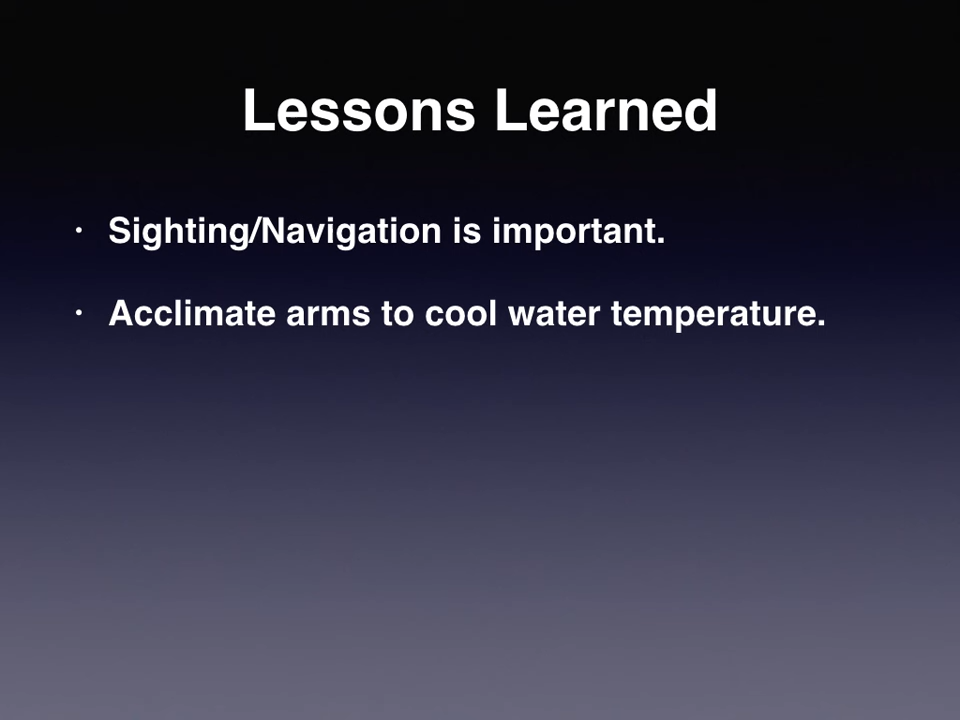 Lessons Learned
• Sighting/Navigation is important.
• Acclimate arms to cool water temperature.